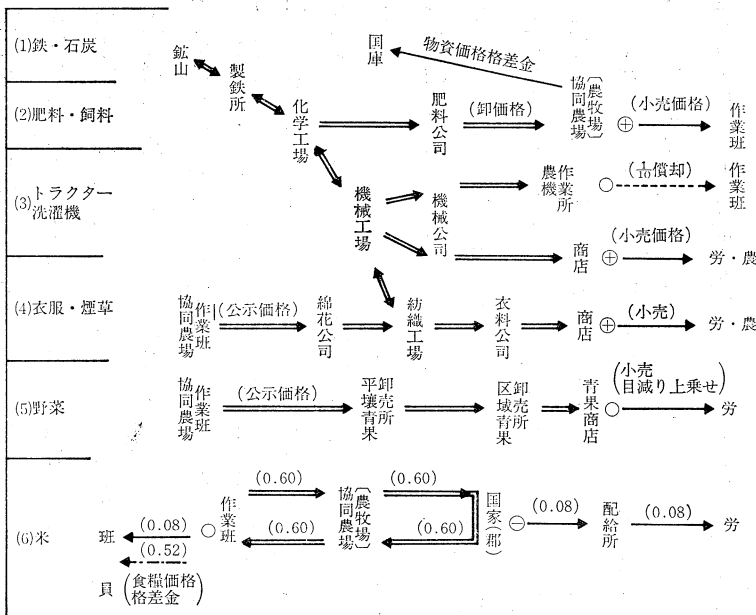 (1)鉄・石炭
鉱山
製鉄所
国庫
物資価格格差金
(2)肥料・飼料
化学工場
肥料公司
(卸価格)
協同農場
〔農牧場〕
⊕
(小売価格)
作業班
(3)トラクター
洗濯機
機械工場
機械公司
農機作業所
○
(1/10償却)
作業班
商店
⊕
(小売価格)
労・農
(4)衣服・煙草
協同農場
作業班
(公示価格)
綿花公司
紡織工場
衣料公司
商店
⊕
(小売)
労・農
(5)野菜
協同農場
作業班
(公示価格)
平壌青果
卸売所
区域青果
卸売所
青果商店
○
(小売
目減り上乗せ)
労
(6)米
班
員
(0.08)
(0.52)
(食糧価格
格差金)
○
作業班
(0.60)
(0.60)
協同農場
〔農牧場〕
(0.60)
(0.60)
国家(郡)
⊖
(0.08)
配給所
(0.08)
労